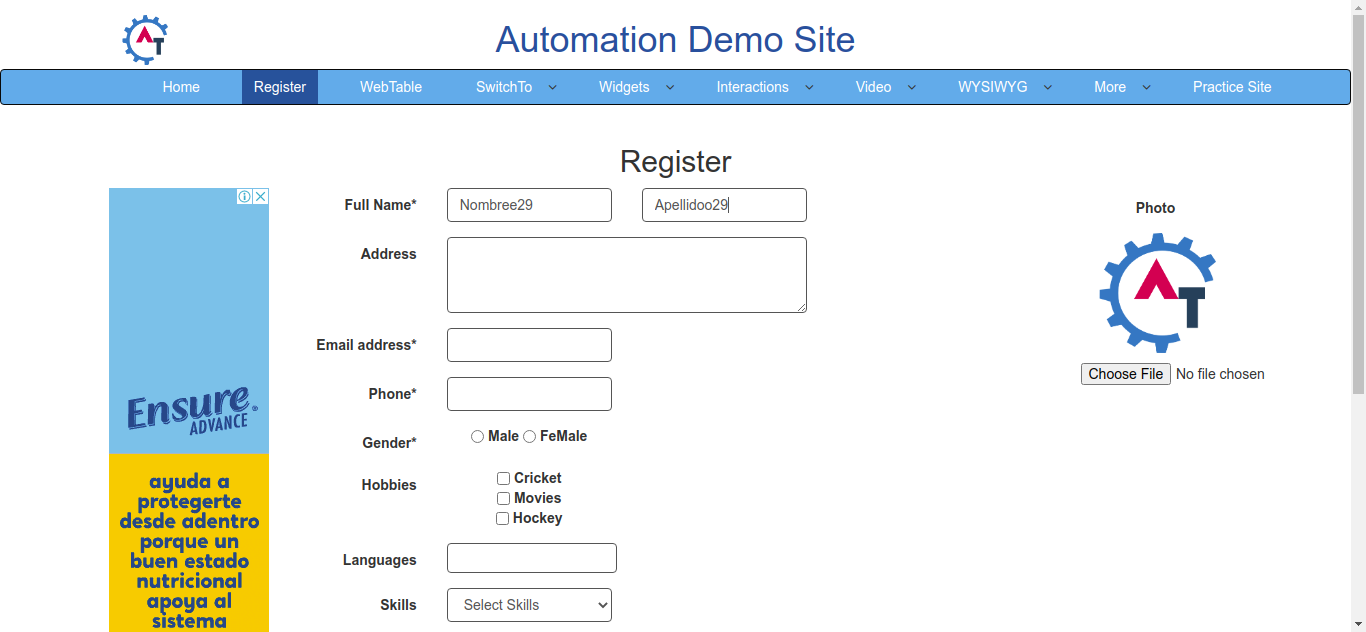 AT
Automation Demo Site
Home Register WebTable SwitchTo Widgets Interactions Video WYSIWYG More Practice Site
Register
Full Name* Nombree29 Apellidoo29
Photo
Address
AT
Email address*
Choose File No file chosen
Phone*
Ensure®
ADVANCE
Gender* Male FeMale
Hobbies Cricket
Movies
Hockey
ayuda a
protegerte
desde adentro
porque un
buen estado
nutricional
apoya al
sistema
Languages
Skills Select Skills